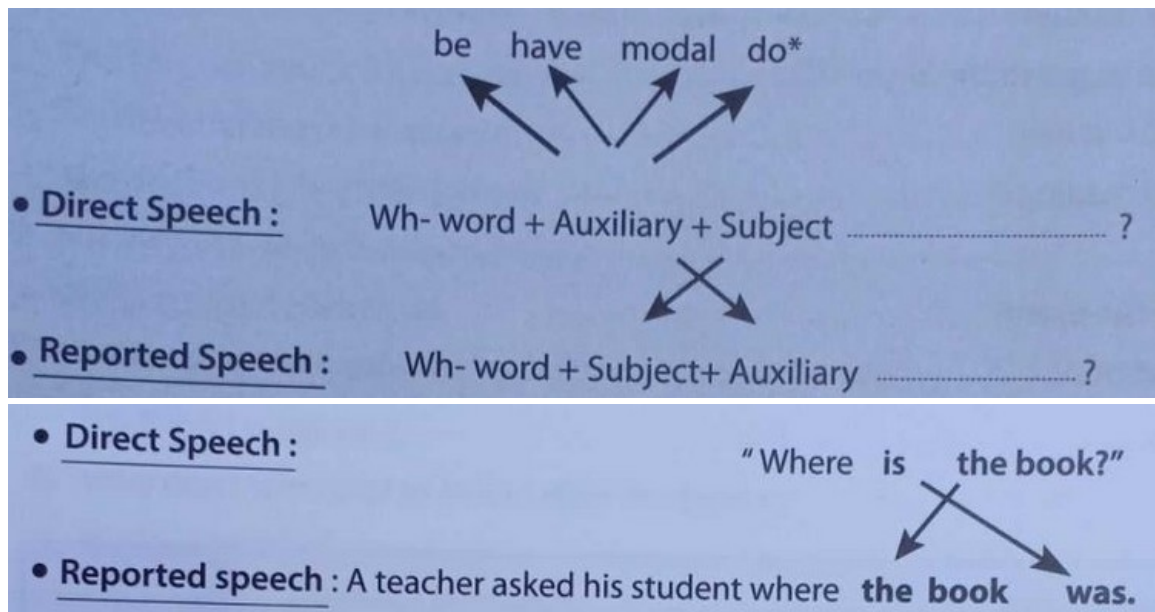 be have modal do*
• Direct Speech : Wh- word + Auxiliary + Subject ........................................ ?
• Reported Speech : Wh- word + Subject+ Auxiliary ............................... ?
• Direct Speech : “Where is the book?”
• Reported speech : A teacher asked his student where the book was.